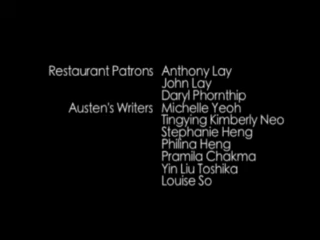 Restaurant Patrons Anthony Lay
John Lay
Daryl Phornthip
Austen's Writers Michelle Yeoh
Tingying Kimberly Neo
Stephanie Heng
Philina Heng
Pramila Chakma
Yin Liu Toshika
Louise So